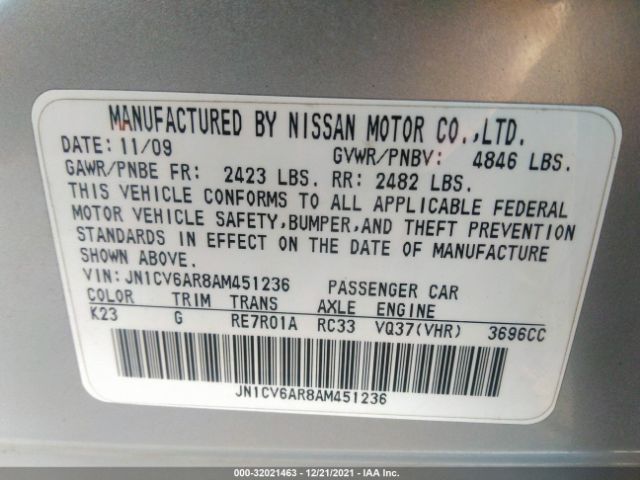 MANUFACTURED BY NISSAN MOTOR CO.,LTD.
DATE: 11/09 GVWR/PNBV: 4846 LBS.
GAWR/PNBE FR: 2423 LBS. RR: 2482 LBS.
THIS VEHICLE CONFORMS TO ALL APPLICABLE FEDERAL
MOTOR VEHICLE SAFETY,BUMPER,AND THEFT PREVENTION
STANDARDS IN EFFECT ON THE DATE OF MANUFACTURE
SHOWN ABOVE.
VIN:JN1CV6AR8AM451236 PASSENGER CAR
COLOR TRIM TRANS AXLE ENGINE
K23 G RE7R01A RC33 VQ37(VHR) 3696CC
JN1CV6AR8AM451236
000-32021463 - 12/21/2021 - IAA Inc.